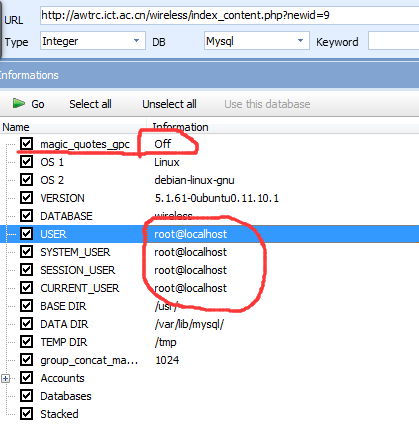 URL http://awtrc.ict.ac.cn/wireless/index_content.php?newid=9
Type Integer DB Mysql Keyword
Informations
Go Select all Unselect all Use this database
Name Information
magic_quotes_gpc Off
OS 1 Linux
OS 2 debian-linux-gnu
VERSION 5.1.61-0ubuntu0.11.10.1
DATABASE wireless
USER root@localhost
SYSTEM_USER root@localhost
SESSION_USER root@localhost
CURRENT_USER root@localhost
BASE DIR /usr/
DATA DIR /var/lib/mysql/
TEMP DIR /tmp
group_concat_ma... 1024
Accounts
Databases
Stacked